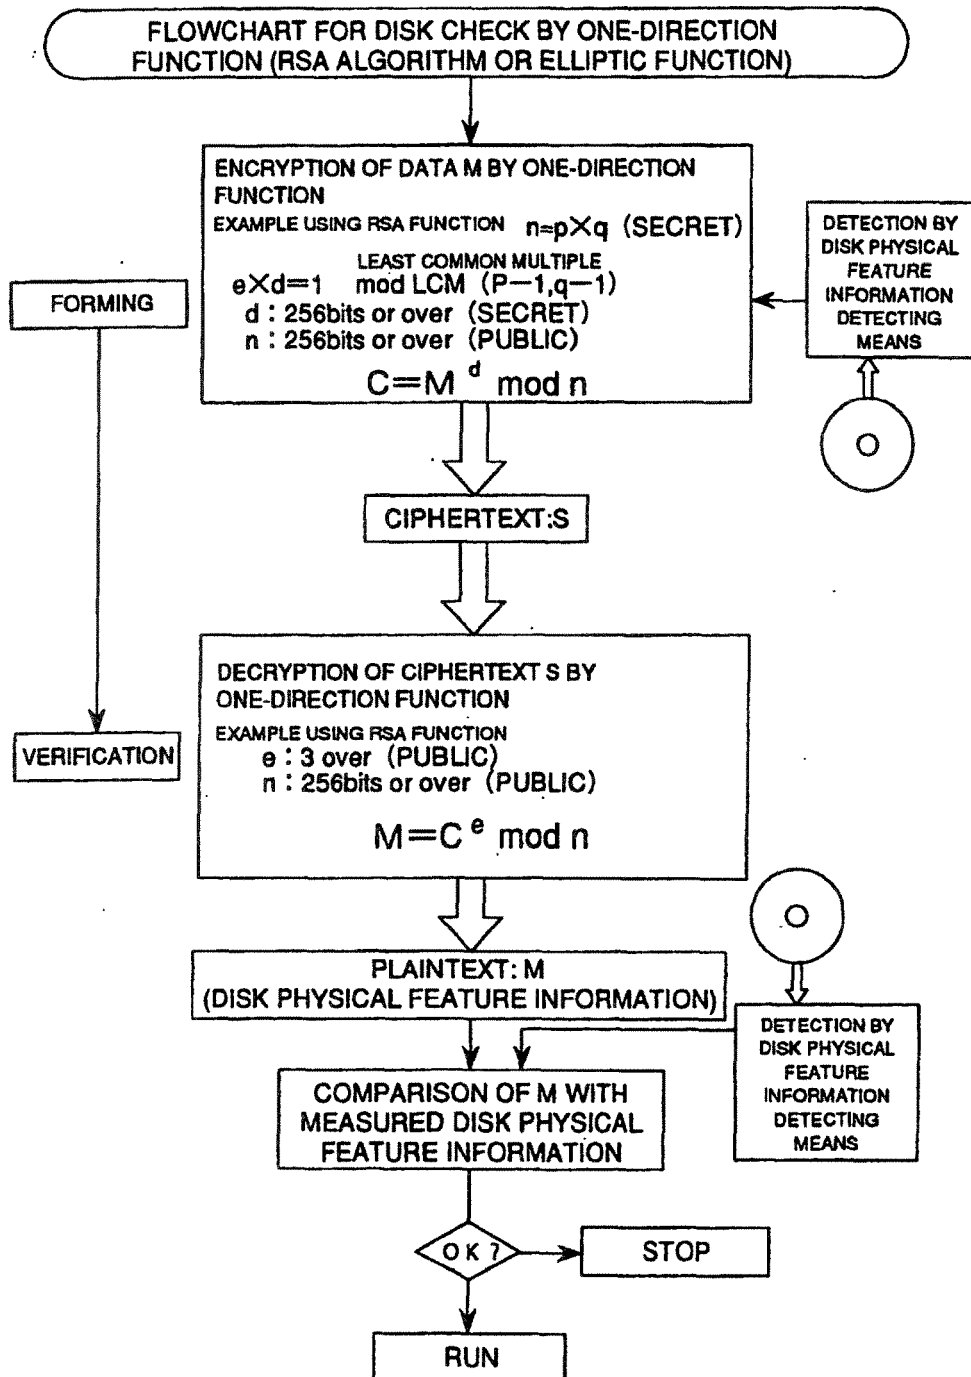 FLOWCHART FOR DISK CHECK BY ONE-DIRECTION
FUNCTION (RSA ALGORITHM OR ELLIPTIC FUNCTION)
ENCRYPTION OF DATA M BY ONE-DIRECTION
FUNCTION
EXAMPLE USING RSA FUNCTION n=p×q (SECRET)
LEAST COMMON MULTIPLE
e×d=1 mod LCM (P-1,q-1)
d : 256bits or over (SECRET)
n : 256bits or over (PUBLIC)
C=M^d mod n
DETECTION BY
DISK PHYSICAL
FEATURE
INFORMATION
DETECTING
MEANS
FORMING
CIPHERTEXT:S
DECRYPTION OF CIPHERTEXT S BY
ONE-DIRECTION FUNCTION
EXAMPLE USING RSA FUNCTION
e : 3 over (PUBLIC)
n : 256bits or over (PUBLIC)
M=C^e mod n
VERIFICATION
PLAINTEXT: M
(DISK PHYSICAL FEATURE INFORMATION)
DETECTION BY
DISK PHYSICAL
FEATURE
INFORMATION
DETECTING
MEANS
COMPARISON OF M WITH
MEASURED DISK PHYSICAL
FEATURE INFORMATION
OK?
STOP
RUN